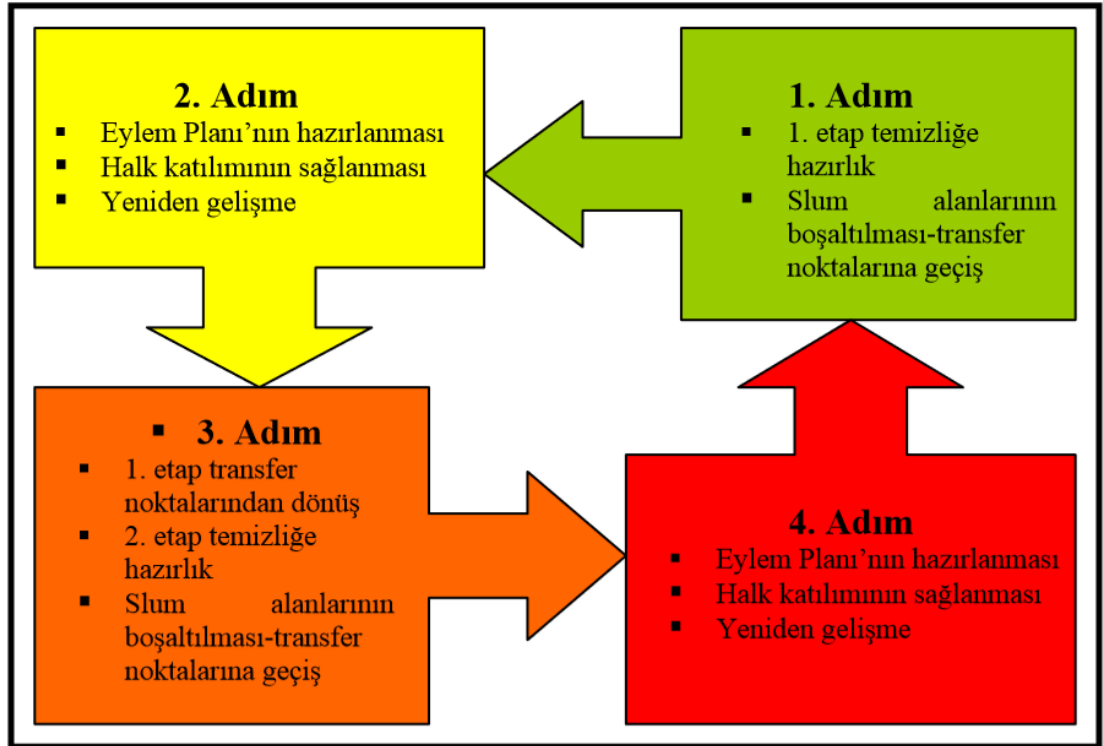 2. Adım
▪ Eylem Planı’nın hazırlanması
▪ Halk katılımının sağlanması
▪ Yeniden gelişme
1. Adım
▪ 1. etap temizliğe
hazırlık
▪ Slum alanlarının
boşaltılması-transfer
noktalarına geçiş
▪ 3. Adım
▪ 1. etap transfer
noktalarından dönüş
▪ 2. etap temizliğe
hazırlık
▪ Slum alanlarının
boşaltılması-transfer
noktalarına geçiş
4. Adım
▪ Eylem Planı’nın hazırlanması
▪ Halk katılımının sağlanması
▪ Yeniden gelişme